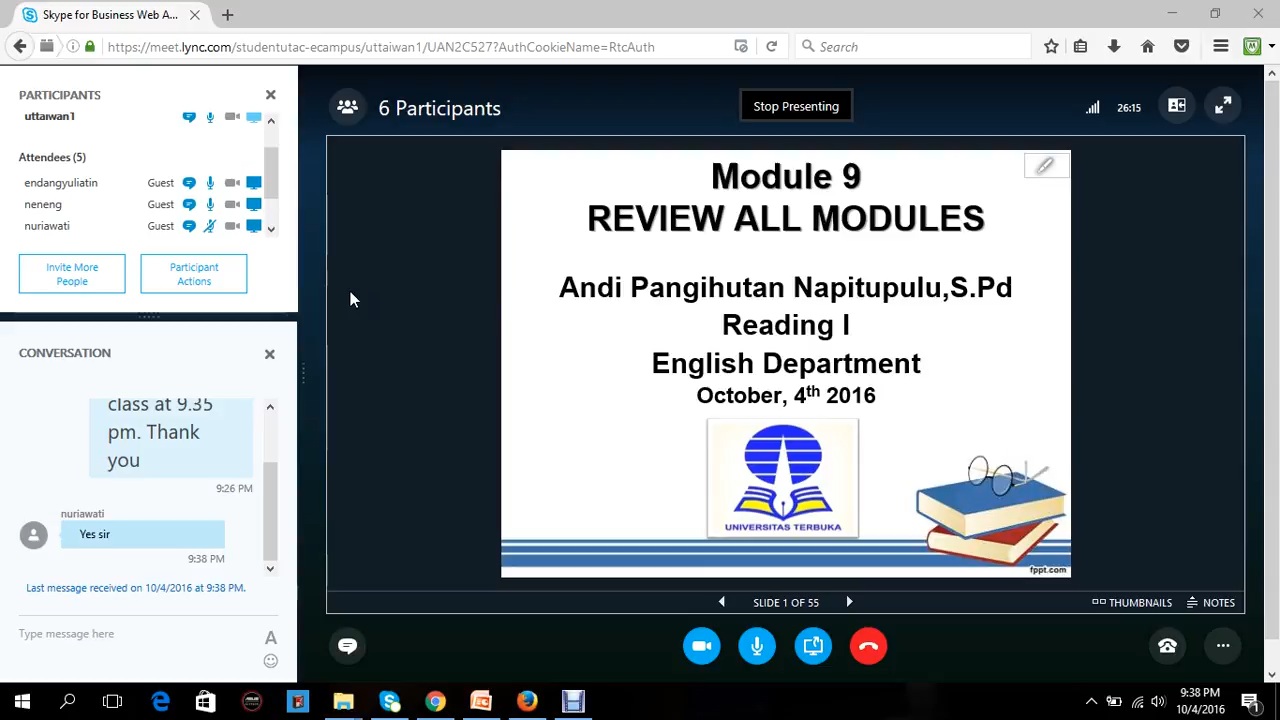 Skype for Business Web A...
https://meet.lync.com/studentutac-ecampus/uttaiwan1/UAN2C527?AuthCookieName=RtcAuth
Search
PARTICIPANTS
uttaiwan1
Attendees (5)
endangyuliatin Guest
neneng Guest
nuriawati Guest
Invite More
People
Participant
Actions
CONVERSATION
class at 9.35
pm. Thank
you
9:26 PM
nuriawati
Yes sir
9:38 PM
Last message received on 10/4/2016 at 9:38 PM.
Type message here
6 Participants
Stop Presenting
26:15
Module 9
REVIEW ALL MODULES
Andi Pangihutan Napitupulu,S.Pd
Reading I
English Department
October, 4th 2016
UNIVERSITAS TERBUKA
fppt.com
SLIDE 1 OF 55
THUMBNAILS
NOTES
9:38 PM
10/4/2016